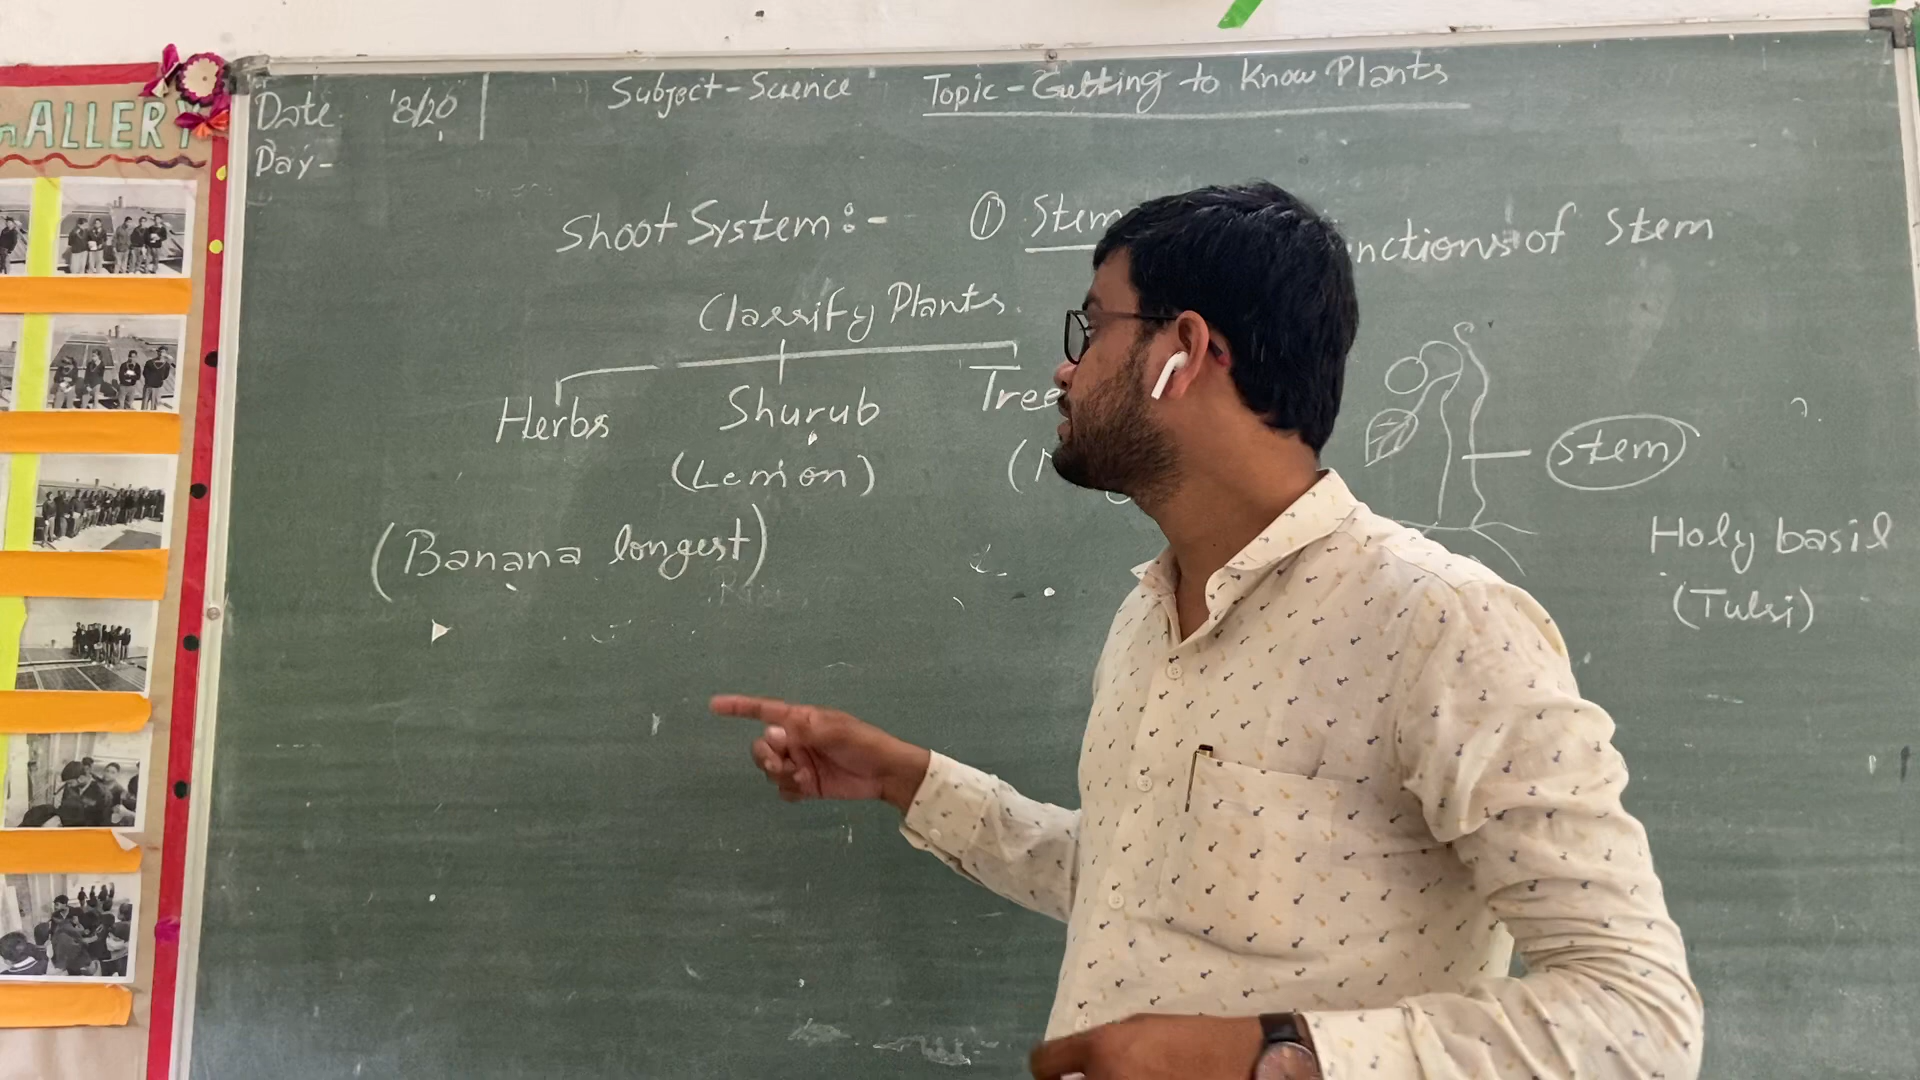 ALLERY
Date '8/20 Subject - Science Topic - Getting to Know Plants
Day -
Shoot System :- ① Stem
nctions of Stem
Classify Plants.
Herbs Shurub Tree
(Lemon)
Stem
(Banana longest)
Holy basil
(Tulsi)